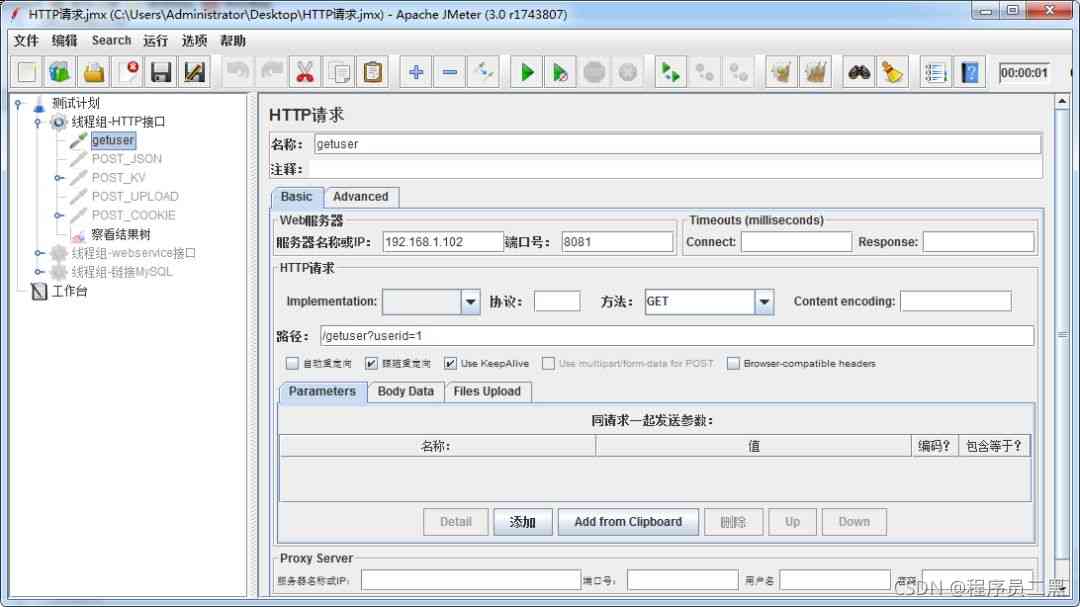 HTTP请求.jmx (C:\Users\Administrator\Desktop\HTTP请求.jmx) - Apache JMeter (3.0 r1743807)
文件 编辑 Search 运行 选项 帮助
00:00:01
测试计划
线程组-HTTP接口
getuser
POST_JSON
POST_KV
POST_UPLOAD
POST_COOKIE
察看结果树
线程组-webservice接口
线程组-链接MySQL
工作台
HTTP请求
名称： getuser
注释：
Basic Advanced
Web服务器 Timeouts (milliseconds)
服务器名称或IP： 192.168.1.102 端口号： 8081 Connect: Response:
HTTP请求
Implementation: 协议： 方法： GET Content encoding:
路径： /getuser?userid=1
自动重定向 跟随重定向 Use KeepAlive Use multipart/form-data for POST Browser-compatible headers
Parameters Body Data Files Upload
同请求一起发送参数：
名称： 值 编码？ 包含等于？
Detail 添加 Add from Clipboard 删除 Up Down
Proxy Server
服务器名称或IP： 端口号： 用户名
CSDN @程序员二黑